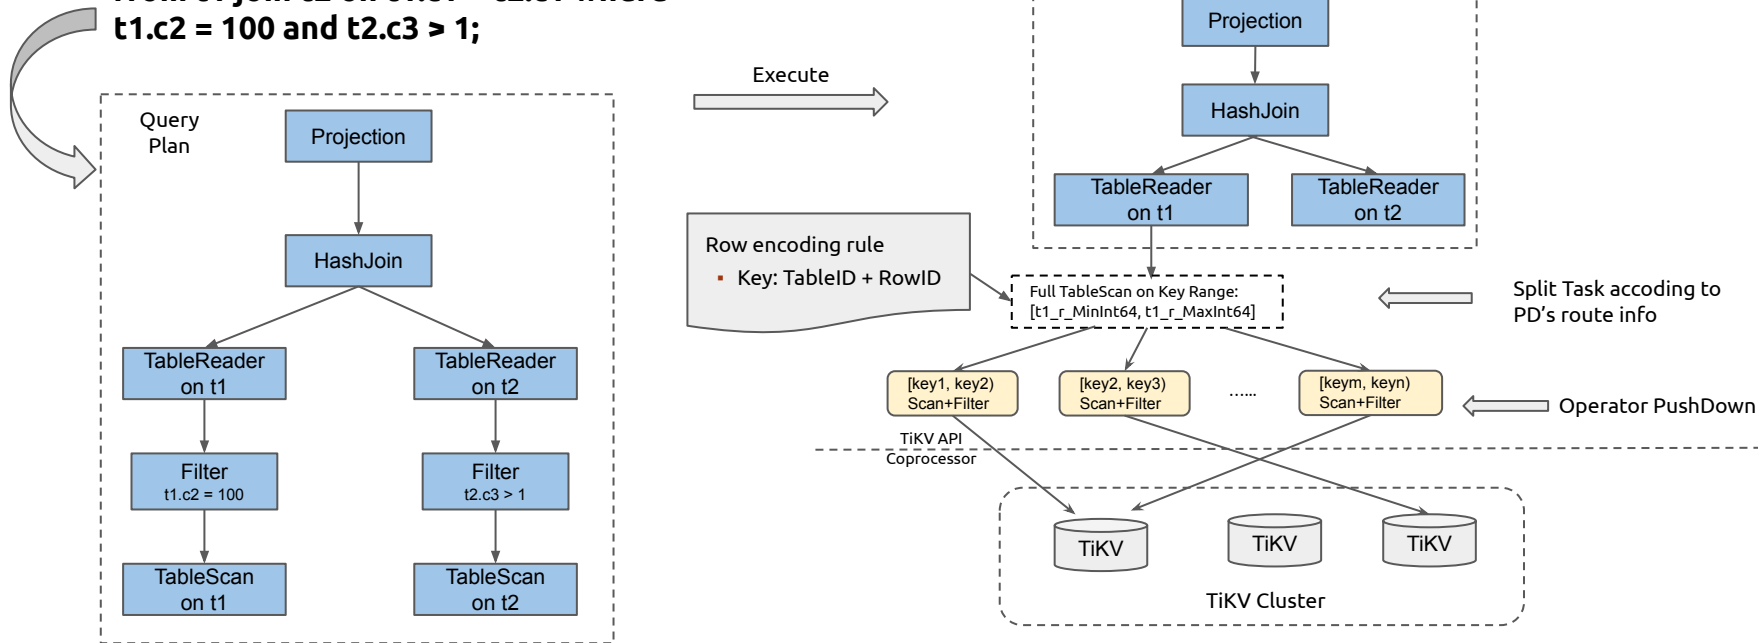 t1.c2 = 100 and t2.c3 > 1;
Query
Plan
Projection
HashJoin
TableReader
on t1
TableReader
on t2
Filter
t1.c2 = 100
Filter
t2.c3 > 1
TableScan
on t1
TableScan
on t2
Execute
Projection
HashJoin
TableReader
on t1
TableReader
on t2
Row encoding rule
▪ Key: TableID + RowID
Full TableScan on Key Range:
[t1_r_MinInt64, t1_r_MaxInt64]
Split Task accoding to
PD's route info
[key1, key2)
Scan+Filter
[key2, key3)
Scan+Filter
…...
[keym, keyn)
Scan+Filter
Operator PushDown
TiKV API
Coprocessor
TiKV
TiKV
TiKV
TiKV Cluster